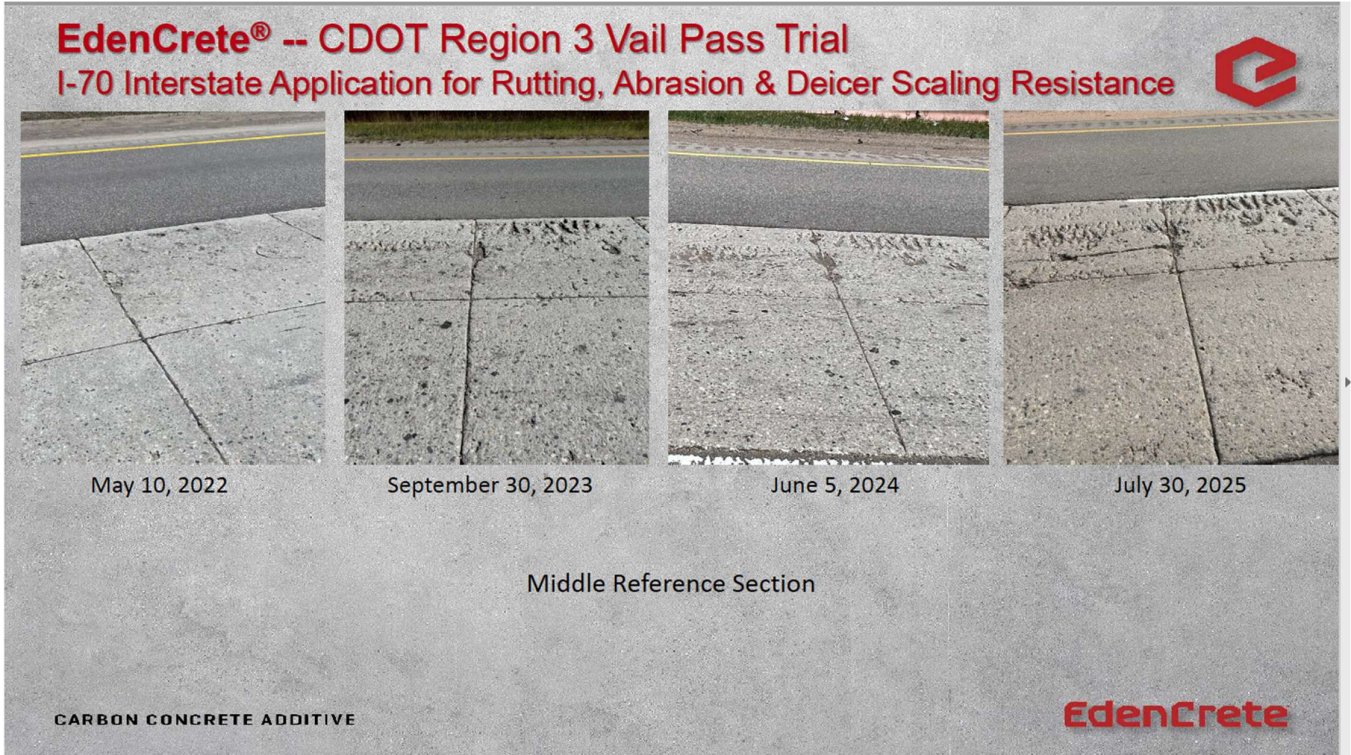 EdenCrete® -- CDOT Region 3 Vail Pass Trial
I-70 Interstate Application for Rutting, Abrasion & Deicer Scaling Resistance
May 10, 2022
September 30, 2023
June 5, 2024
July 30, 2025
Middle Reference Section
CARBON CONCRETE ADDITIVE
EdenCrete